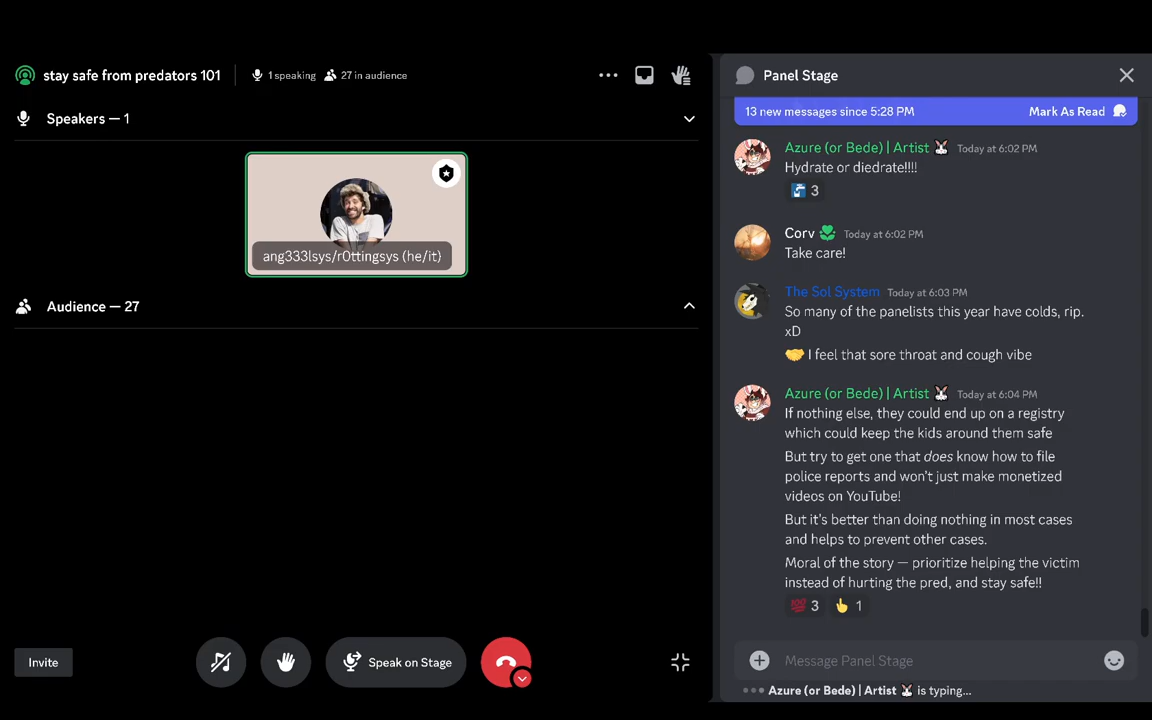 stay safe from predators 101
1 speaking
27 in audience
Speakers — 1
ang333lsys/r0ttingsys (he/it)
Audience — 27
Invite
Speak on Stage
Panel Stage
13 new messages since 5:28 PM
Mark As Read
Azure (or Bede) | Artist Today at 6:02 PM
Hydrate or diedrate!!!!
3
Corv Today at 6:02 PM
Take care!
The Sol System Today at 6:03 PM
So many of the panelists this year have colds, rip.
xD
🤝 I feel that sore throat and cough vibe
Azure (or Bede) | Artist Today at 6:04 PM
If nothing else, they could end up on a registry
which could keep the kids around them safe
But try to get one that does know how to file
police reports and won't just make monetized
videos on YouTube!
But it's better than doing nothing in most cases
and helps to prevent other cases.
Moral of the story — prioritize helping the victim
instead of hurting the pred, and stay safe!!
💯 3 👆 1
Message Panel Stage
Azure (or Bede) | Artist is typing...